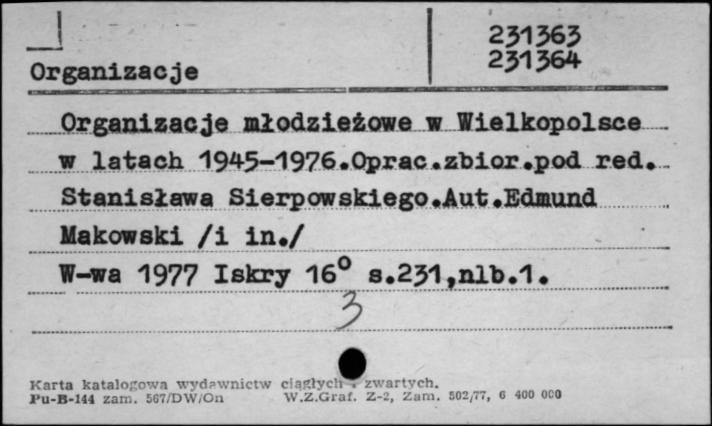 231363
231364
Organizacje
Organizacje młodzieżowe w Wielkopolsce
w latach 1945-1976.Oprac.zbior.pod red.
Stanisława Sierpowskiego.Aut.Edmund
Makowski /i in./
W-wa 1977 Iskry 16° s.231,nlb.1.
3
Karta katalogowa wydawnictw ciągłych i zwartych.
Pu-B-144 zam. 567/DW/On W.Z.Graf. Z-2, Zam. 502/77, 6 400 000